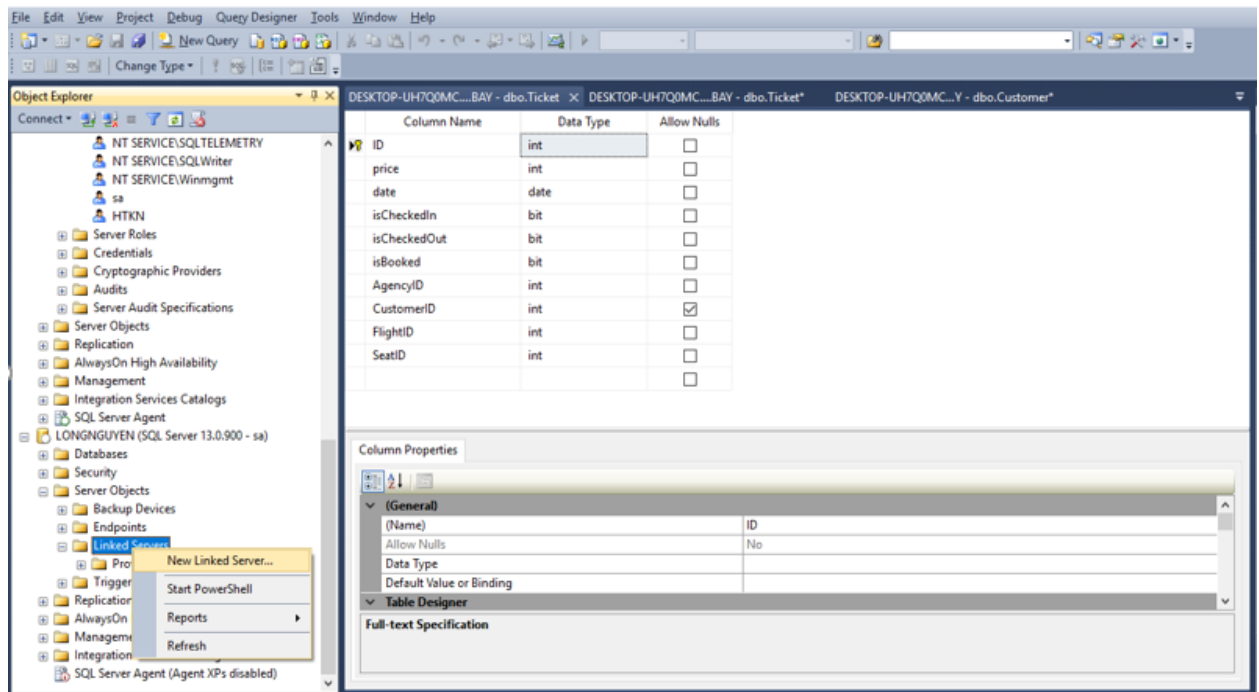 File Edit View Project Debug Query Designer Tools Window Help
New Query
Change Type
Object Explorer
Connect
NT SERVICE\SQLTELEMETRY
NT SERVICE\SQLWriter
NT SERVICE\Winmgmt
sa
HTKN
Server Roles
Credentials
Cryptographic Providers
Audits
Server Audit Specifications
Server Objects
Replication
AlwaysOn High Availability
Management
Integration Services Catalogs
SQL Server Agent
LONGNGUYEN (SQL Server 13.0.900 - sa)
Databases
Security
Server Objects
Backup Devices
Endpoints
Linked Servers
Pro
Trigger
Replication
AlwaysOn
Manageme
Integration
SQL Server Agent (Agent XPs disabled)
New Linked Server...
Start PowerShell
Reports
Refresh
DESKTOP-UH7Q0MC....BAY - dbo.Ticket DESKTOP-UH7Q0MC....BAY - dbo.Ticket* DESKTOP-UH7Q0MC...Y - dbo.Customer*
Column Name Data Type Allow Nulls
ID int
price int
date date
isCheckedIn bit
isCheckedOut bit
isBooked bit
AgencyID int
CustomerID int
FlightID int
SeatID int
Column Properties
(General)
(Name) ID
Allow Nulls No
Data Type
Default Value or Binding
Table Designer
Full-text Specification